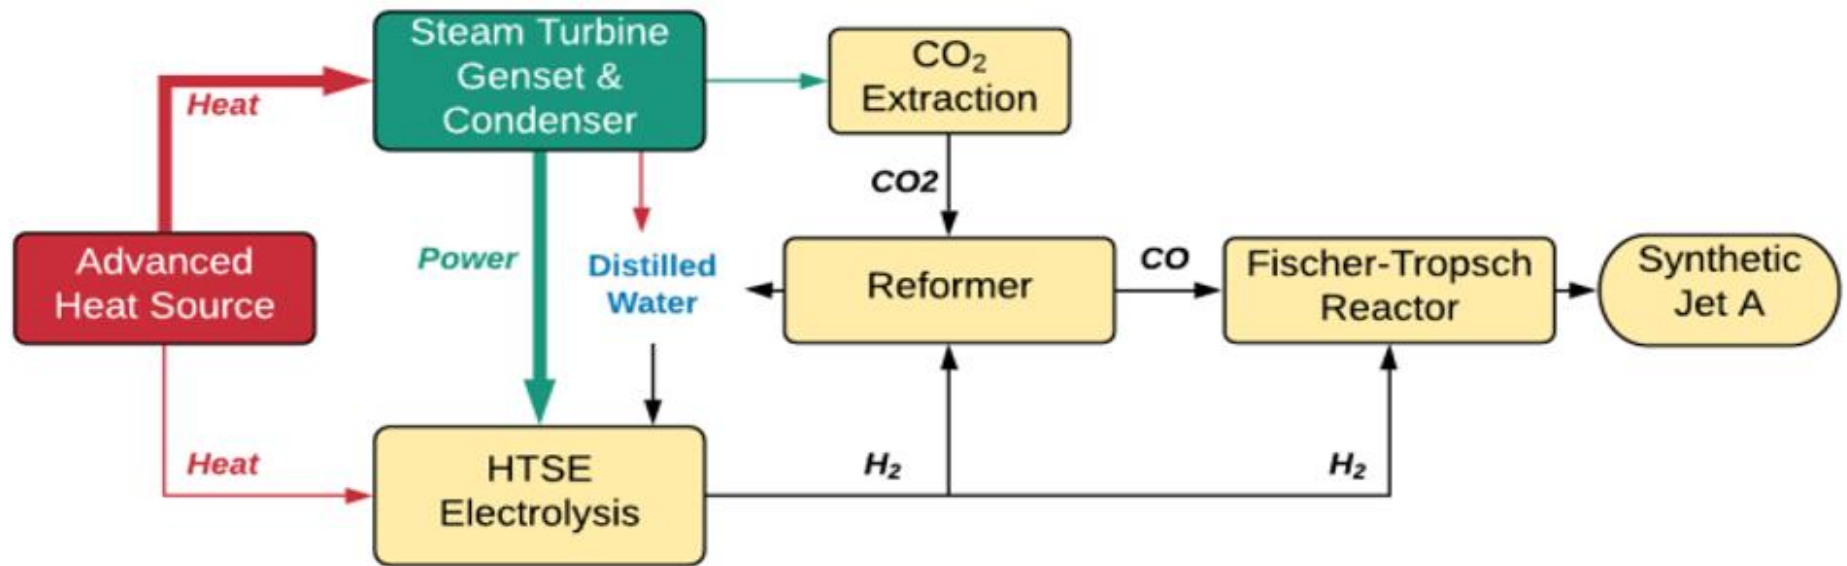 Steam Turbine
Genset &
Condenser
CO₂
Extraction
Heat
CO2
Power
Distilled
Water
Advanced
Heat Source
Reformer
CO
Fischer-Tropsch
Reactor
Synthetic
Jet A
Heat
HTSE
Electrolysis
H₂
H₂